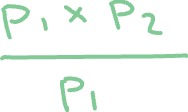 P₁ × P₂
P₁